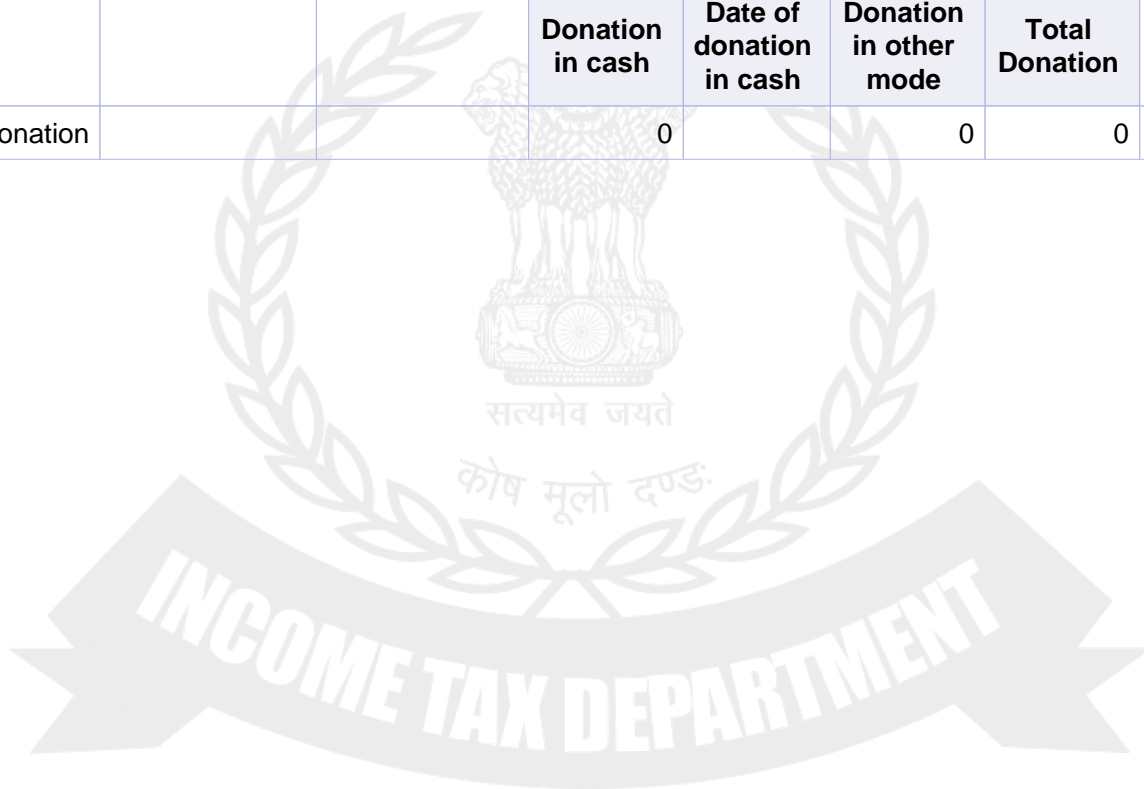 Donation in cash
Date of donation in cash
Donation in other mode
Total Donation
onation 0 0 0
सत्यमेव जयते
कोष मूलो दण्डः
INCOME TAX DEPARTMENT